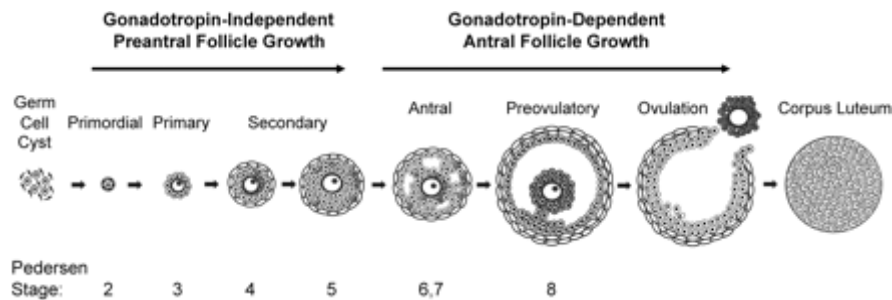 Gonadotropin-Independent
Preantral Follicle Growth
Gonadotropin-Dependent
Antral Follicle Growth
Germ
Cell
Cyst
Primordial
Primary
Secondary
Antral
Preovulatory
Ovulation
Corpus Luteum
Pedersen
Stage: 2 3 4 5 6,7 8